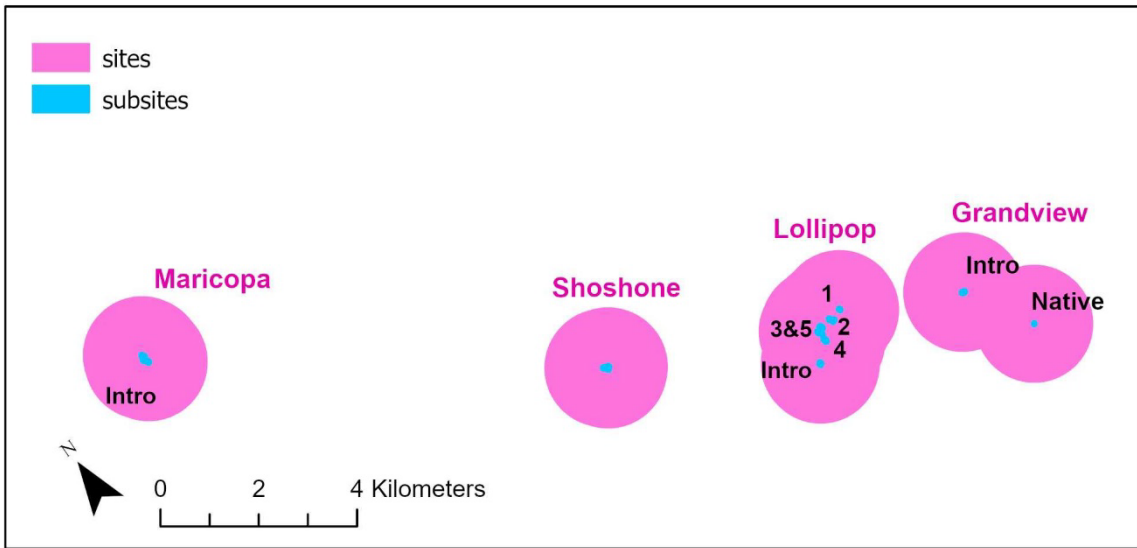 sites
subsites
Grandview
Lollipop
Intro
Maricopa
Shoshone
1
Native
3&5
2
4
Intro
Intro
N
0 2 4 Kilometers